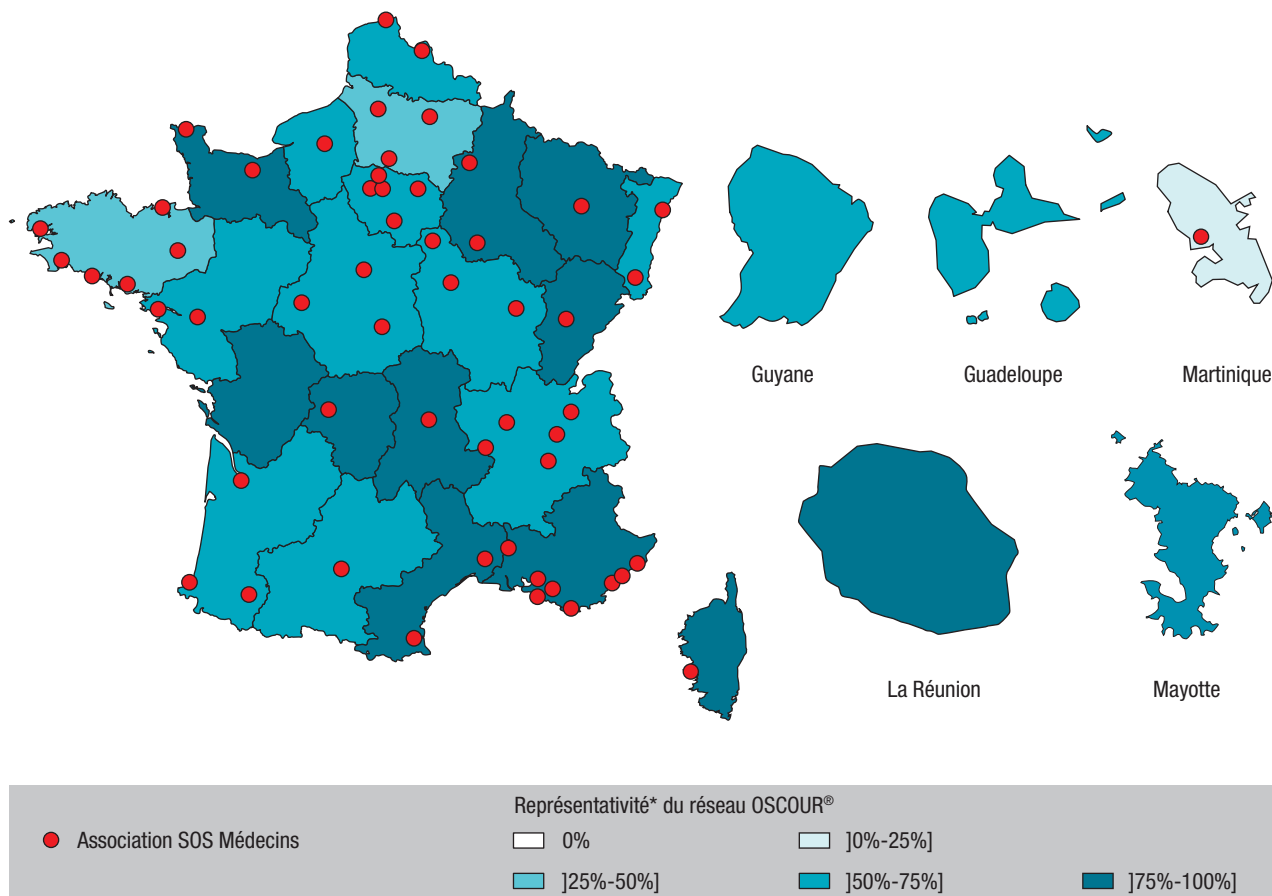 Guyane
Guadeloupe
Martinique
La Réunion
Mayotte
Représentativité* du réseau OSCOUR®
Association SOS Médecins
0%
]0%-25%]
]25%-50%]
]50%-75%]
]75%-100%]